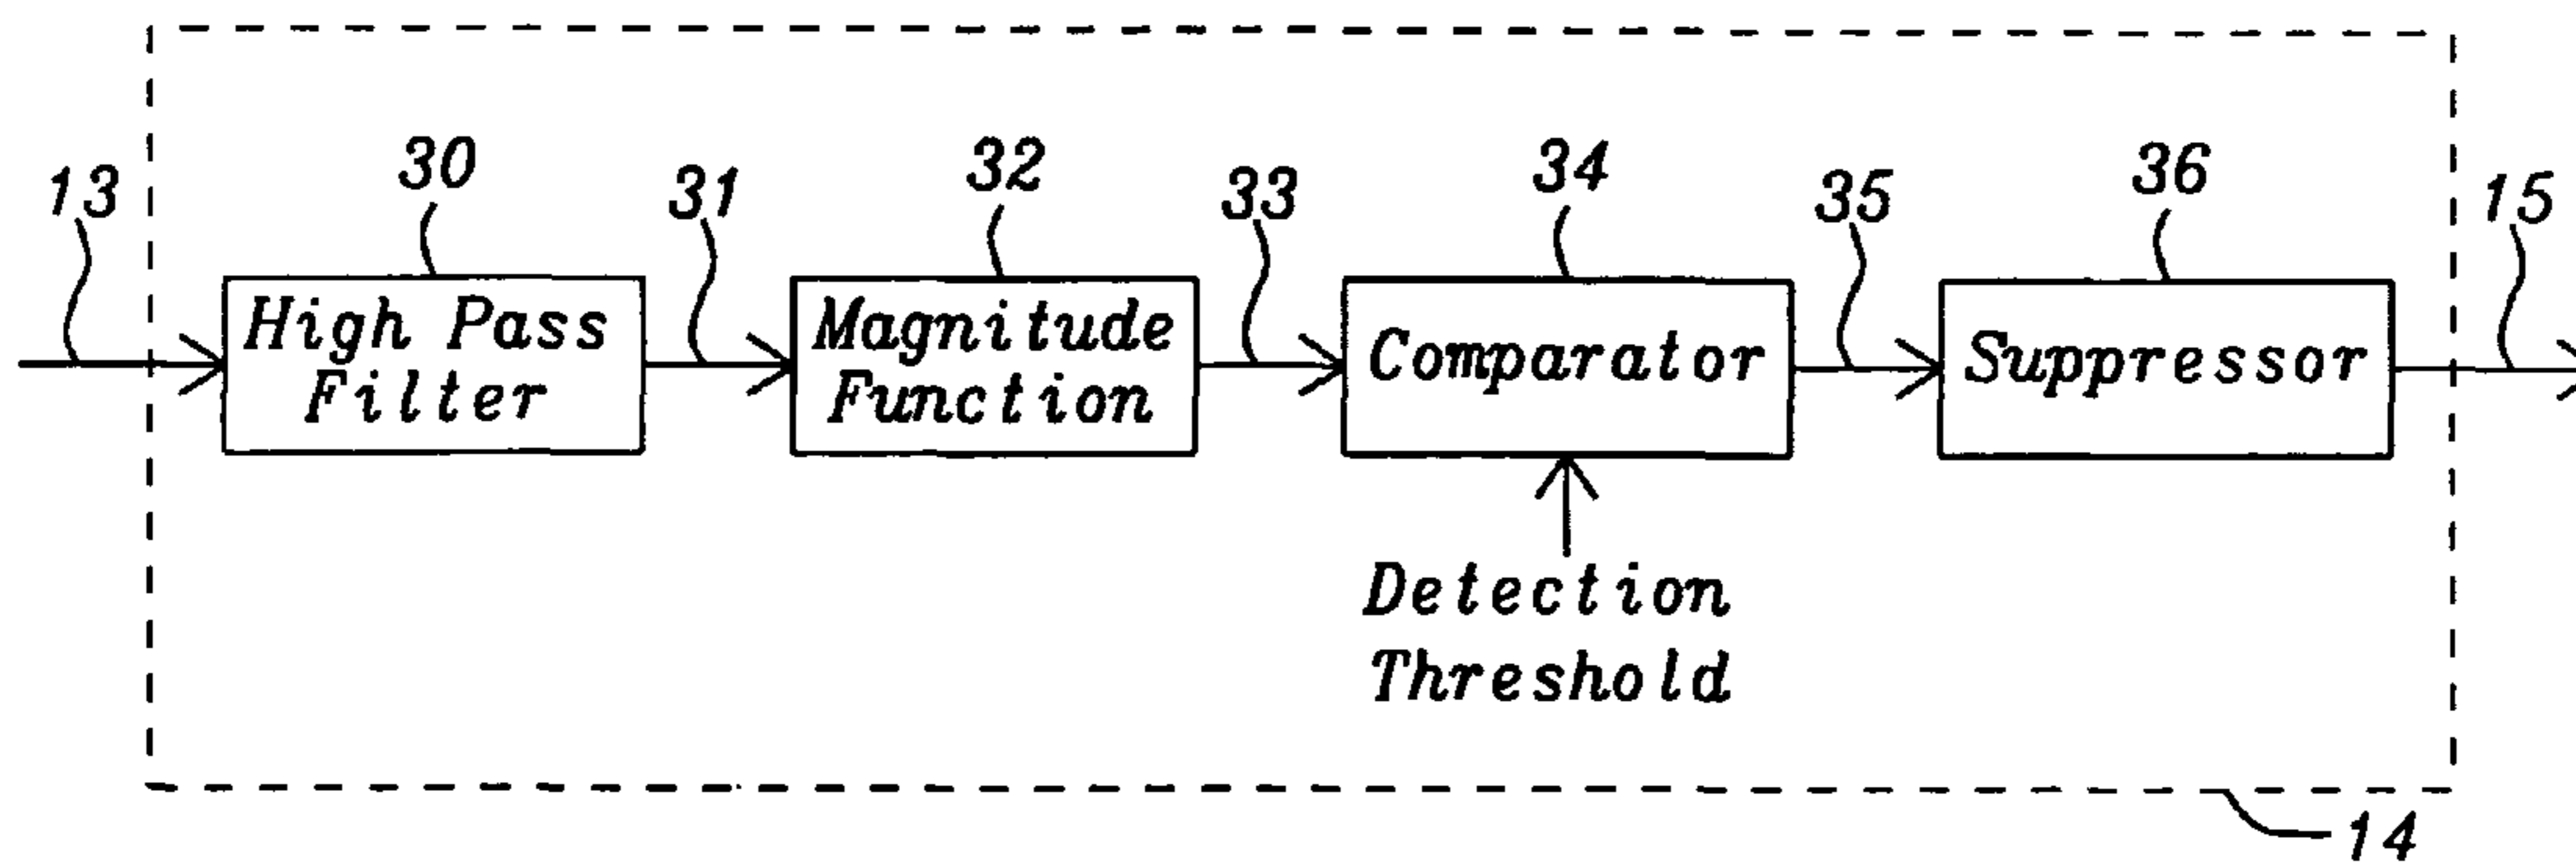 13
30
31
32
33
34
35
36
15
High Pass
Filter
Magnitude
Function
Comparator
Suppressor
Detection
Threshold
14